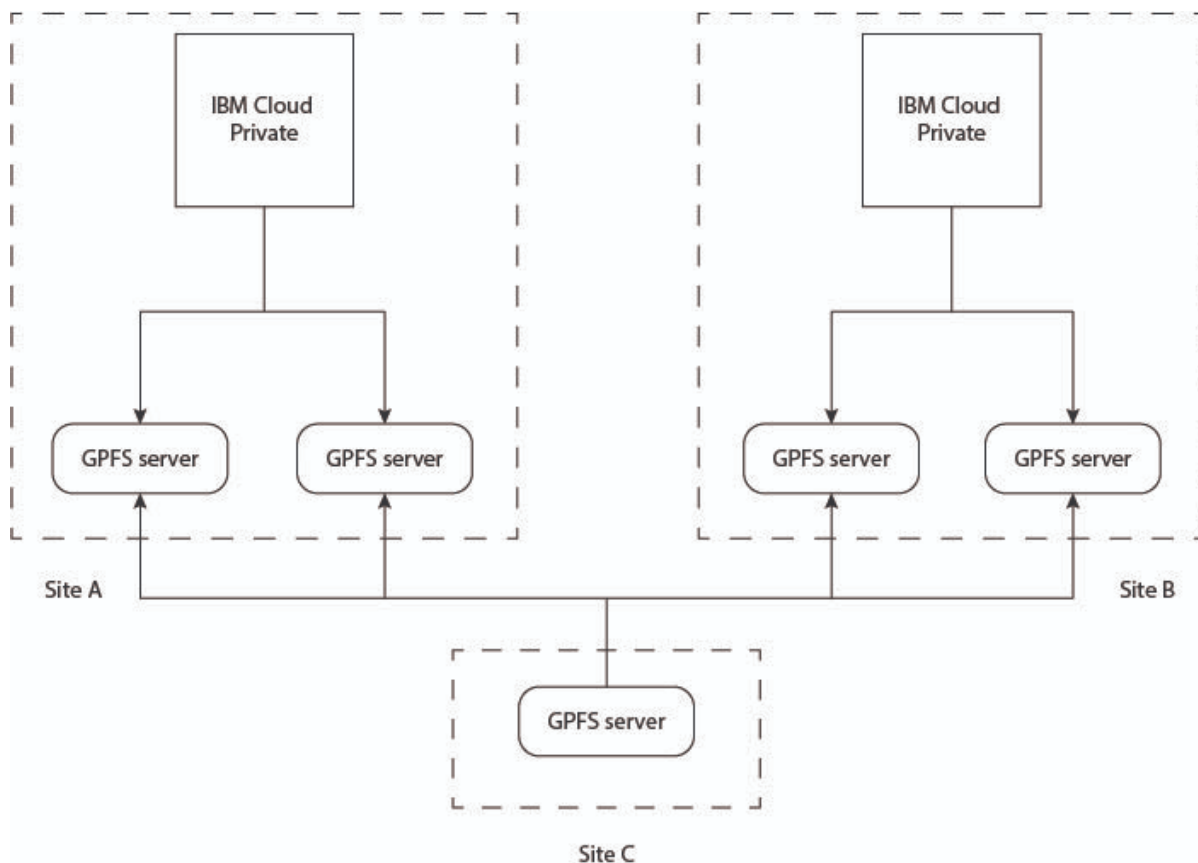 IBM Cloud
Private
IBM Cloud
Private
GPFS server
GPFS server
GPFS server
GPFS server
Site A
Site B
GPFS server
Site C